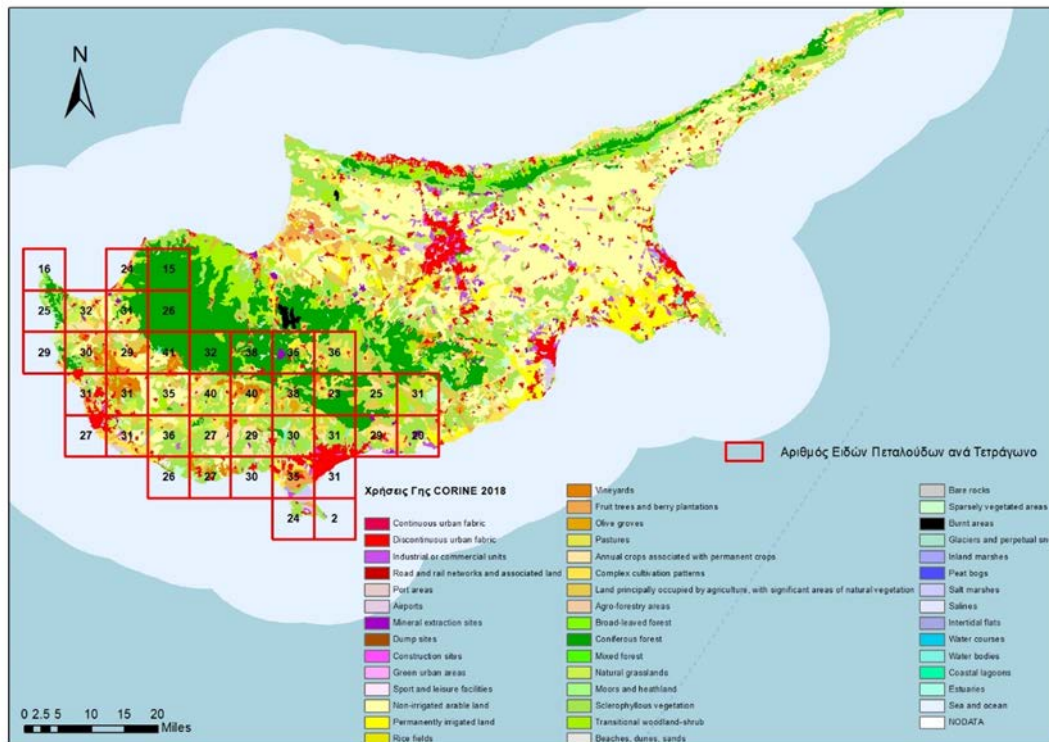 N
16 24 15
25 32 31 26
29 30 29 41 32 38 35 36
31 31 35 40 40 38 23 25 31
27 31 36 27 29 30 31 29 20
26 27 30 35 31
24 2
Αριθμός Ειδών Πεταλούδων ανά Τετράγωνο
Χρήσεις Γης CORINE 2018
Continuous urban fabric
Discontinuous urban fabric
Industrial or commercial units
Road and rail networks and associated land
Port areas
Airports
Mineral extraction sites
Dump sites
Construction sites
Green urban areas
Sport and leisure facilities
Non-irrigated arable land
Permanently irrigated land
Rice fields
Vineyards
Fruit trees and berry plantations
Olive groves
Pastures
Annual crops associated with permanent crops
Complex cultivation patterns
Land principally occupied by agriculture, with significant areas of natural vegetation
Agro-forestry areas
Broad-leaved forest
Coniferous forest
Mixed forest
Natural grasslands
Moors and heathland
Sclerophyllous vegetation
Transitional woodland-shrub
Beaches, dunes, sands
Bare rocks
Sparsely vegetated areas
Burnt areas
Glaciers and perpetual sn
Inland marshes
Peat bogs
Salt marshes
Salines
Intertidal flats
Water courses
Water bodies
Coastal lagoons
Estuaries
Sea and ocean
NODATA
0 2.5 5 10 15 20
Miles